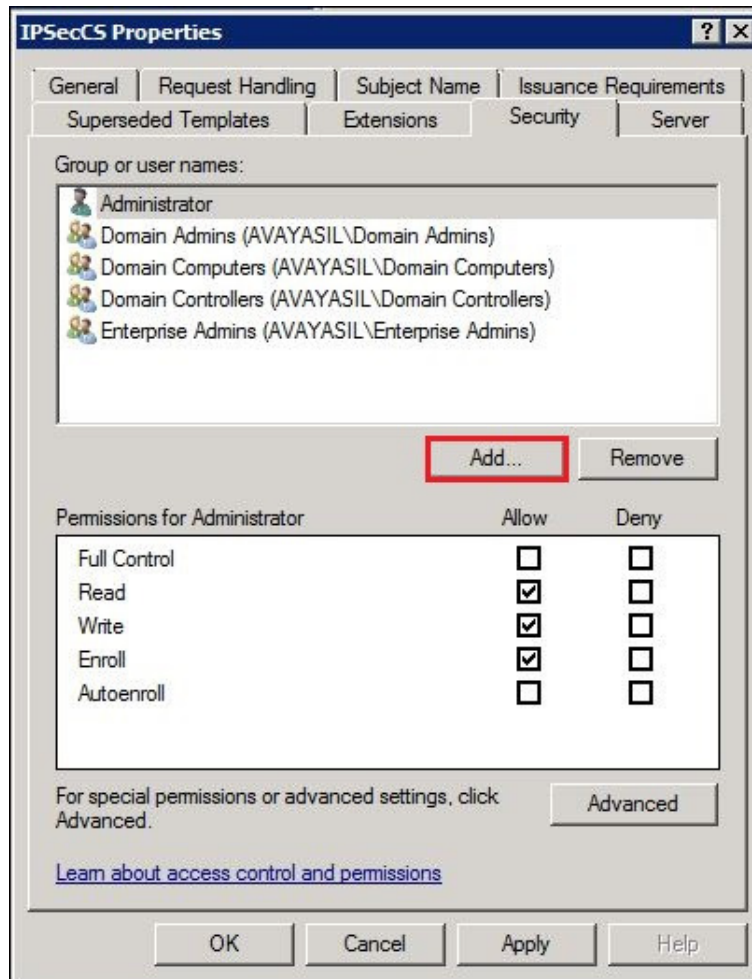 IPSecCS Properties
General Request Handling Subject Name Issuance Requirements
Superseded Templates Extensions Security Server
Group or user names:
Administrator
Domain Admins (AVAYASIL\Domain Admins)
Domain Computers (AVAYASIL\Domain Computers)
Domain Controllers (AVAYASIL\Domain Controllers)
Enterprise Admins (AVAYASIL\Enterprise Admins)
Add... Remove
Permissions for Administrator Allow Deny
Full Control
Read
Write
Enroll
Autoenroll
For special permissions or advanced settings, click
Advanced.
Advanced
Learn about access control and permissions
OK Cancel Apply Help